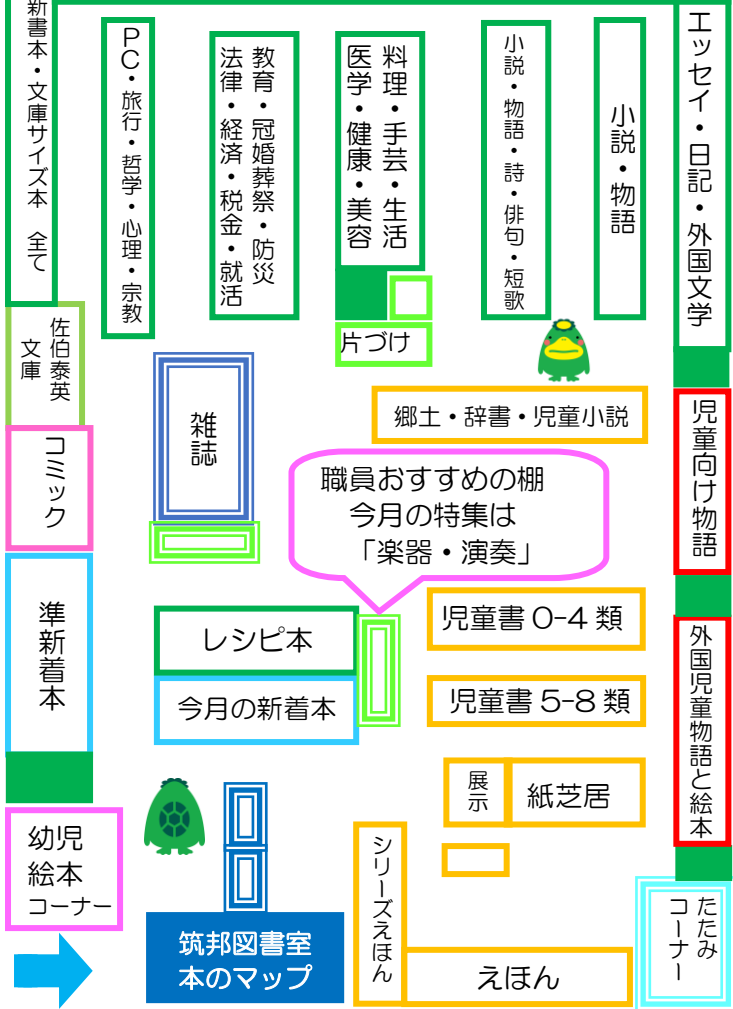 新書本・文庫サイズ本　全て
PC・旅行・哲学・心理・宗教
教育・冠婚葬祭・防災
法律・経済・税金・就活
料理・手芸・生活
医学・健康・美容
小説・物語・詩・俳句・短歌
小説・物語
エッセイ・日記・外国文学
片づけ
佐伯泰英
文庫
雑誌
郷土・辞書・児童小説
児童向け物語
コミック
職員おすすめの棚
今月の特集は
「楽器・演奏」
準新着本
レシピ本
今月の新着本
児童書 0-4 類
児童書 5-8 類
外国児童物語と絵本
展示
紙芝居
幼児
絵本
コーナー
シリーズえほん
たたみ
コーナー
筑邦図書室
本のマップ
えほん